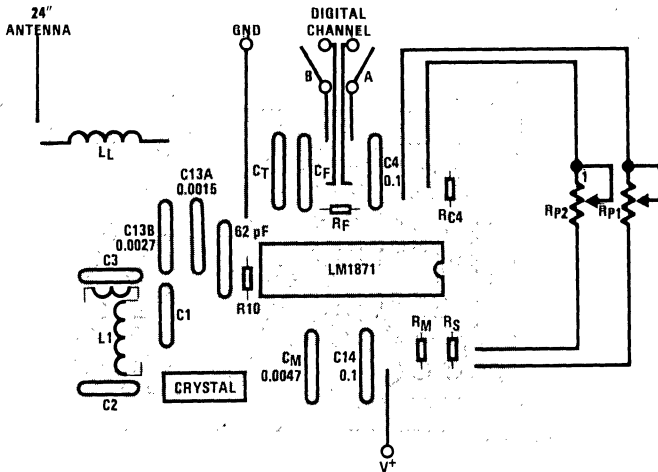 24"
ANTENNA
GND
DIGITAL
CHANNEL
B
A
LL
C13A
0.0015
CT
CF
C4
0.1
C13B
0.0027
62 pF
RF
RC4
RP2
RP1
C3
LM1871
R10
L1
C1
RM
RS
CM
0.0047
C14
0.1
C2
CRYSTAL
V+